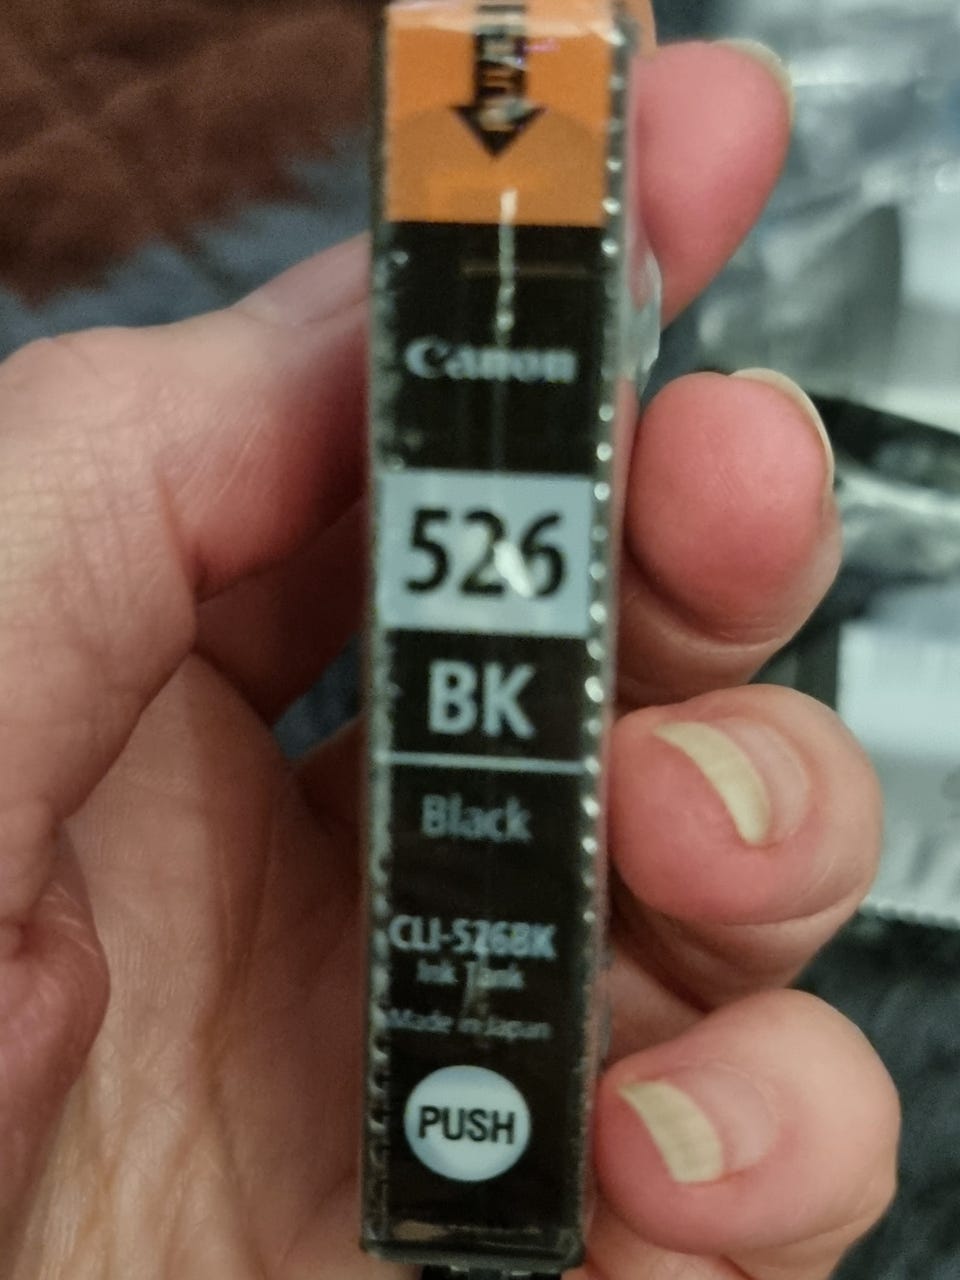 Canon
526
BK
Black
CLI-526BK
Ink Tank
Made in Japan
PUSH